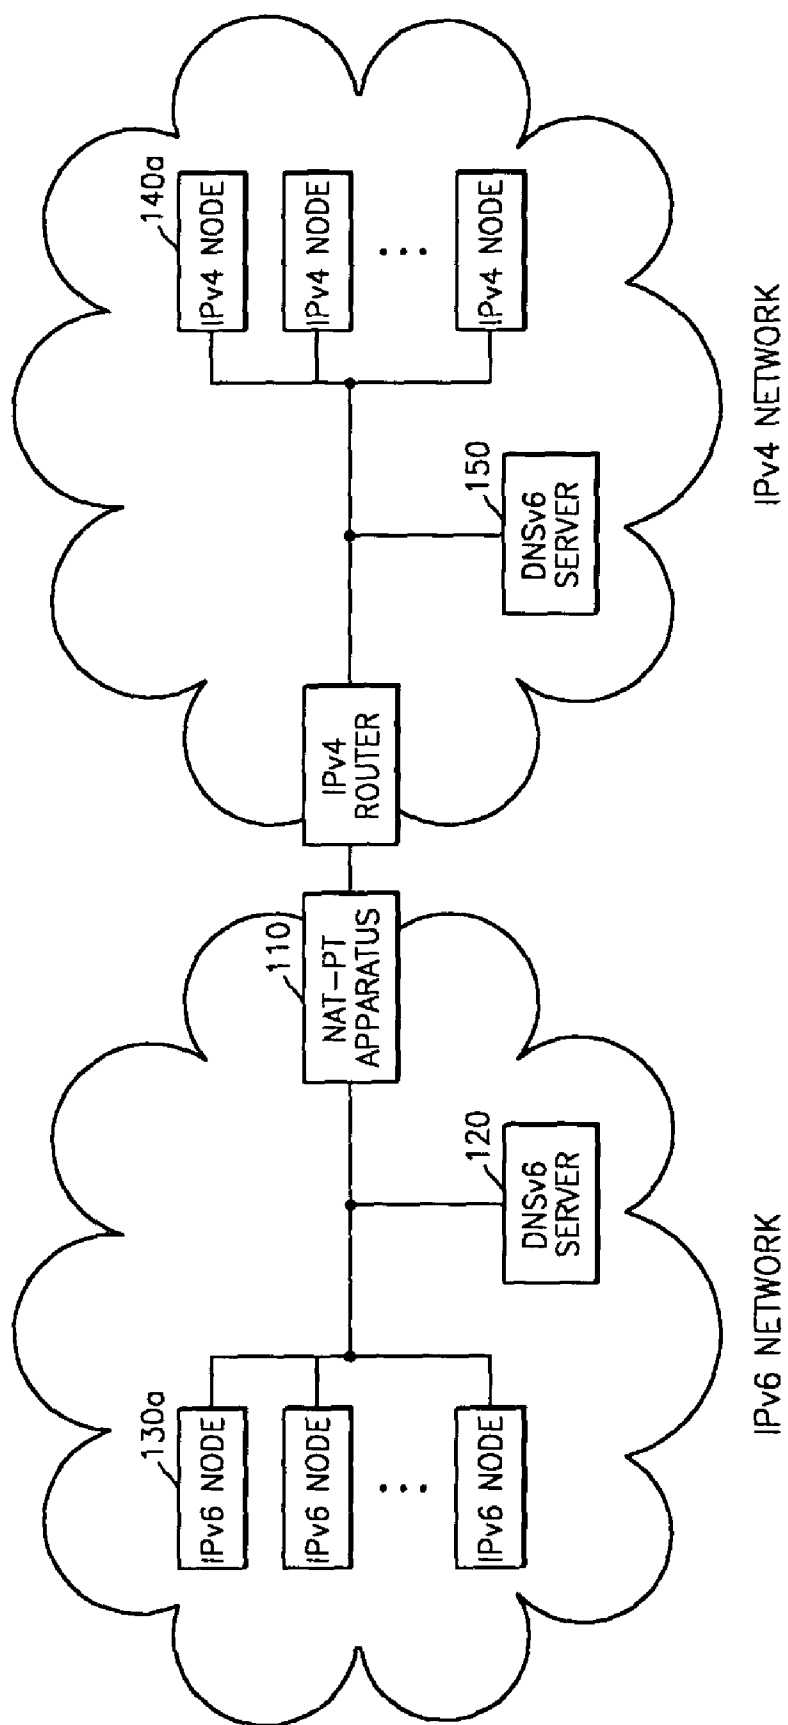 130a
IPv6 NODE
IPv6 NODE
...
IPv6 NODE
120
DNSv6
SERVER
110
NAT-PT
APPARATUS
IPv6 NETWORK
IPv4
ROUTER
140a
IPv4 NODE
IPv4 NODE
...
IPv4 NODE
150
DNSv6
SERVER
IPv4 NETWORK